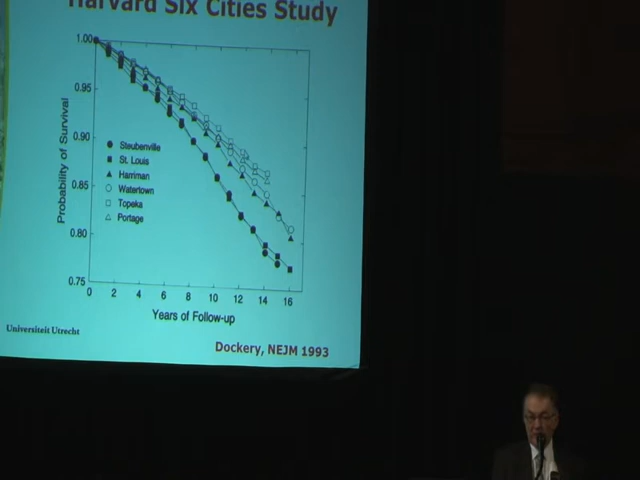 Harvard Six Cities Study
Probability of Survival
1.00
0.95
0.90
0.85
0.80
0.75
Steubenville
St. Louis
Harriman
Watertown
Topeka
Portage
0 2 4 6 8 10 12 14 16
Years of Follow-up
Universiteit Utrecht
Dockery, NEJM 1993